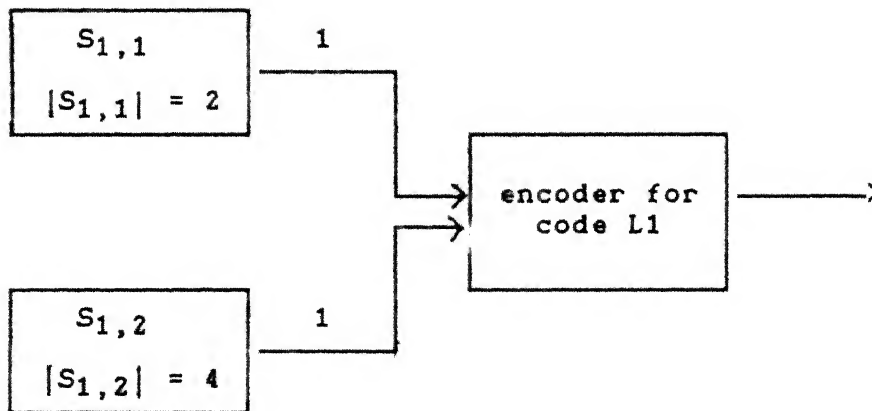 S1,1
|S1,1| = 2
1
encoder for
code L1
S1,2
|S1,2| = 4
1